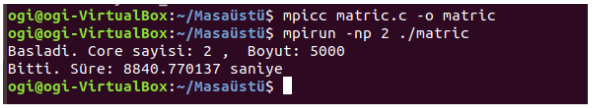 ogi@ogi-VirtualBox:~/Masaüstü$ mpicc matric.c -o matric
ogi@ogi-VirtualBox:~/Masaüstü$ mpirun -np 2 ./matric
Basladi. Core sayisi: 2 , Boyut: 5000
Bitti. Süre: 8840.770137 saniye
ogi@ogi-VirtualBox:~/Masaüstü$